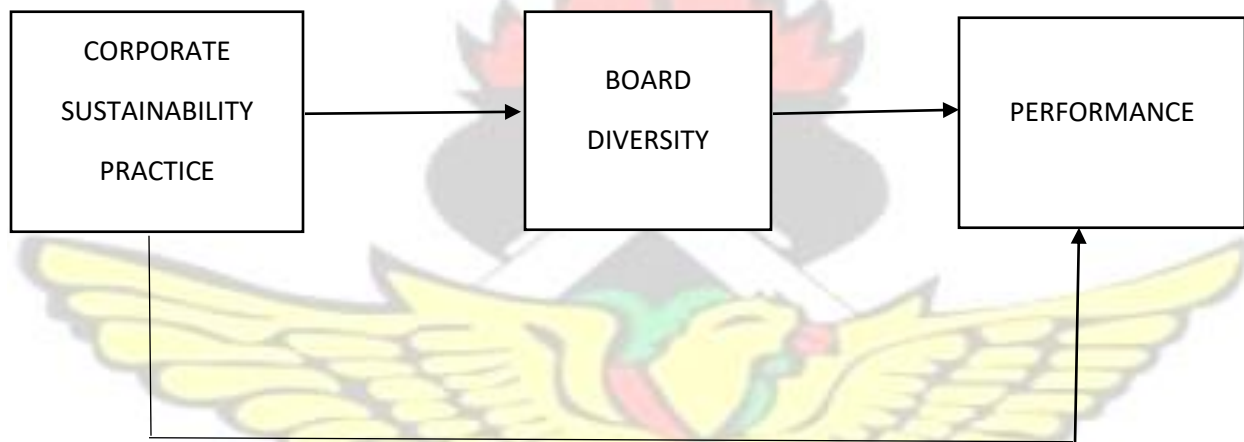 CORPORATE
SUSTAINABILITY
PRACTICE
BOARD
DIVERSITY
PERFORMANCE